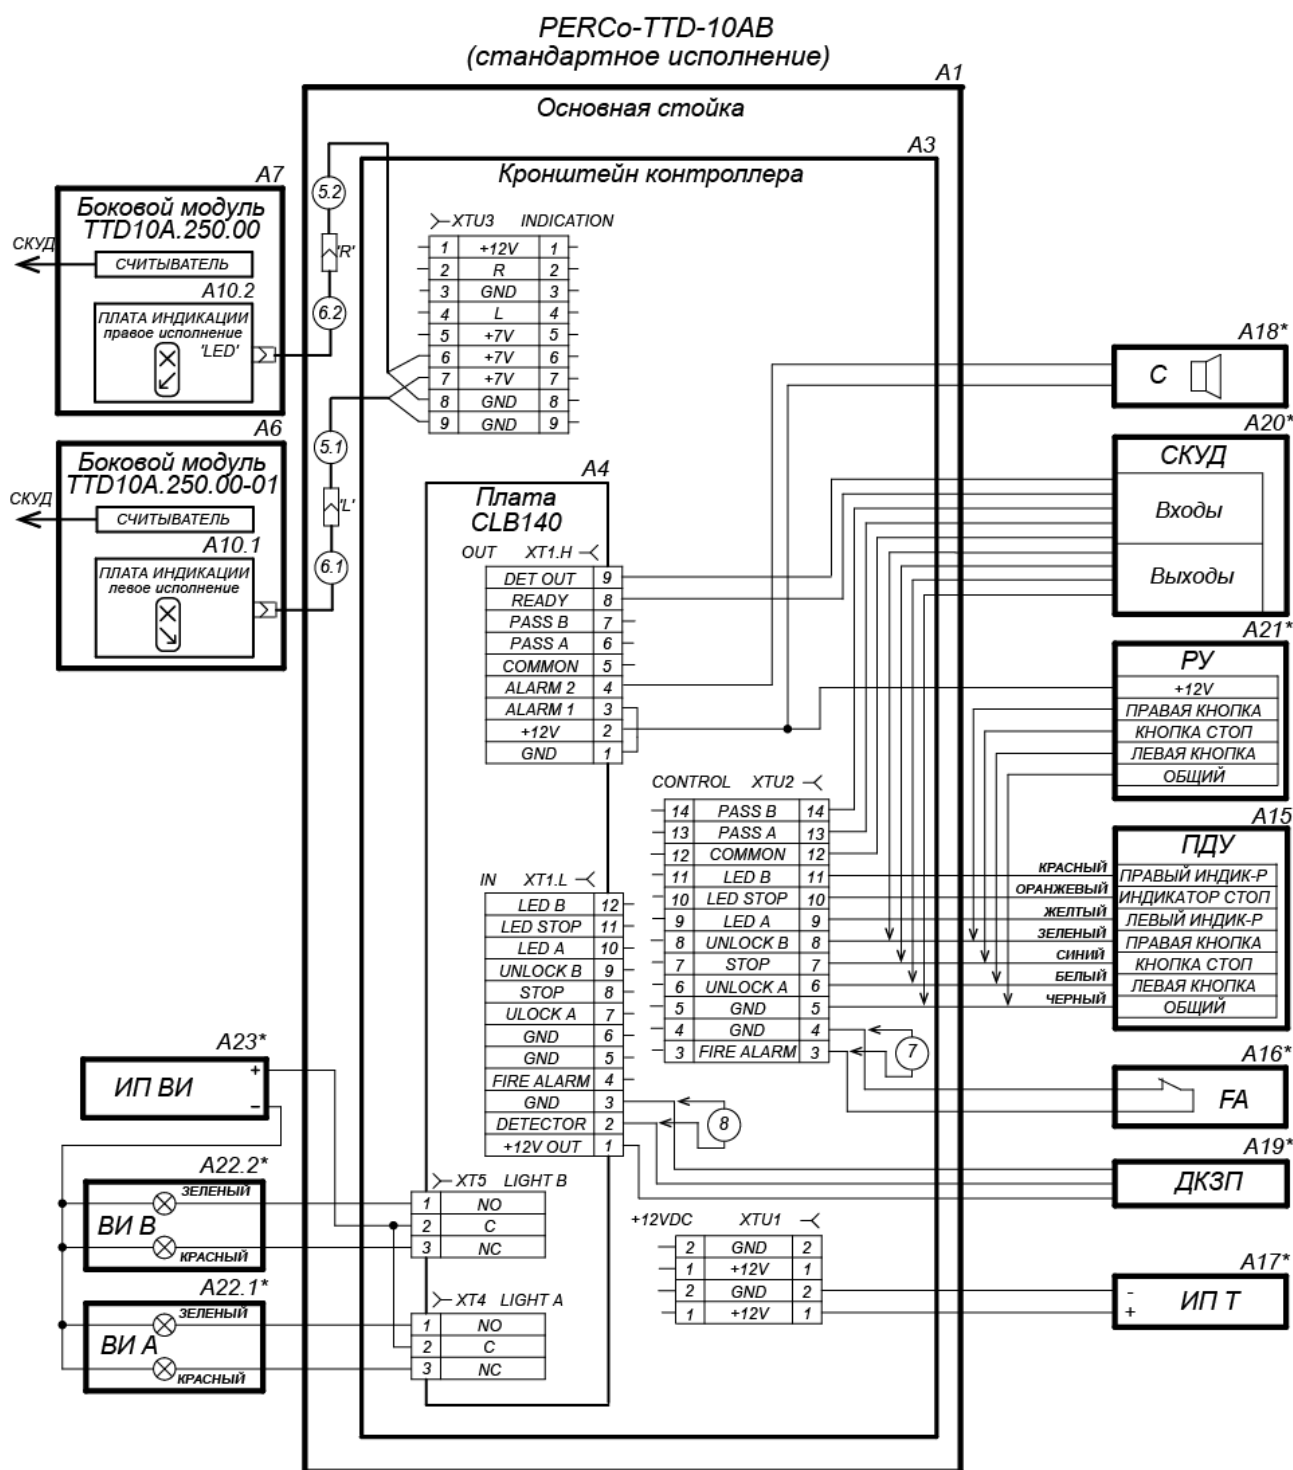 PERCo-TTD-10AB
(стандартное исполнение)
A1
Основная стойка
A3
Кронштейн контроллера
A7
Боковой модуль
TTD10A.250.00
СКУД
СЧИТЫВАТЕЛЬ
A10.2
ПЛАТА ИНДИКАЦИИ
правое исполнение
'LED'
5.2
'R'
6.2
A6
Боковой модуль
TTD10A.250.00-01
СКУД
СЧИТЫВАТЕЛЬ
A10.1
ПЛАТА ИНДИКАЦИИ
левое исполнение
5.1
'L'
6.1
XTU3 INDICATION
1 +12V 1
2 R 2
3 GND 3
4 L 4
5 +7V 5
6 +7V 6
7 +7V 7
8 GND 8
9 GND 9
A4
Плата
CLB140
OUT XT1.H
DET OUT 9
READY 8
PASS B 7
PASS A 6
COMMON 5
ALARM 2 4
ALARM 1 3
+12V 2
GND 1
IN XT1.L
LED B 12
LED STOP 11
LED A 10
UNLOCK B 9
STOP 8
ULOCK A 7
GND 6
GND 5
FIRE ALARM 4
GND 3
DETECTOR 2
+12V OUT 1
8
XT5 LIGHT B
1 NO
2 C
3 NC
XT4 LIGHT A
1 NO
2 C
3 NC
CONTROL XTU2
14 PASS B 14
13 PASS A 13
12 COMMON 12
11 LED B 11
10 LED STOP 10
9 LED A 9
8 UNLOCK B 8
7 STOP 7
6 UNLOCK A 6
5 GND 5
4 GND 4
3 FIRE ALARM 3
7
+12VDC XTU1
2 GND 2
1 +12V 1
2 GND 2
1 +12V 1
A18*
С
A20*
СКУД
Входы
Выходы
A21*
РУ
+12V
ПРАВАЯ КНОПКА
КНОПКА СТОП
ЛЕВАЯ КНОПКА
ОБЩИЙ
A15
ПДУ
КРАСНЫЙ ПРАВЫЙ ИНДИК-Р
ОРАНЖЕВЫЙ ИНДИКАТОР СТОП
ЖЕЛТЫЙ ЛЕВЫЙ ИНДИК-Р
ЗЕЛЕНЫЙ ПРАВАЯ КНОПКА
СИНИЙ КНОПКА СТОП
БЕЛЫЙ ЛЕВАЯ КНОПКА
ЧЕРНЫЙ ОБЩИЙ
A16*
FA
A19*
ДКЗП
A17*
-
+
ИП Т
A23*
ИП ВИ
+
-
A22.2*
ЗЕЛЕНЫЙ
ВИ B
КРАСНЫЙ
A22.1*
ЗЕЛЕНЫЙ
ВИ A
КРАСНЫЙ